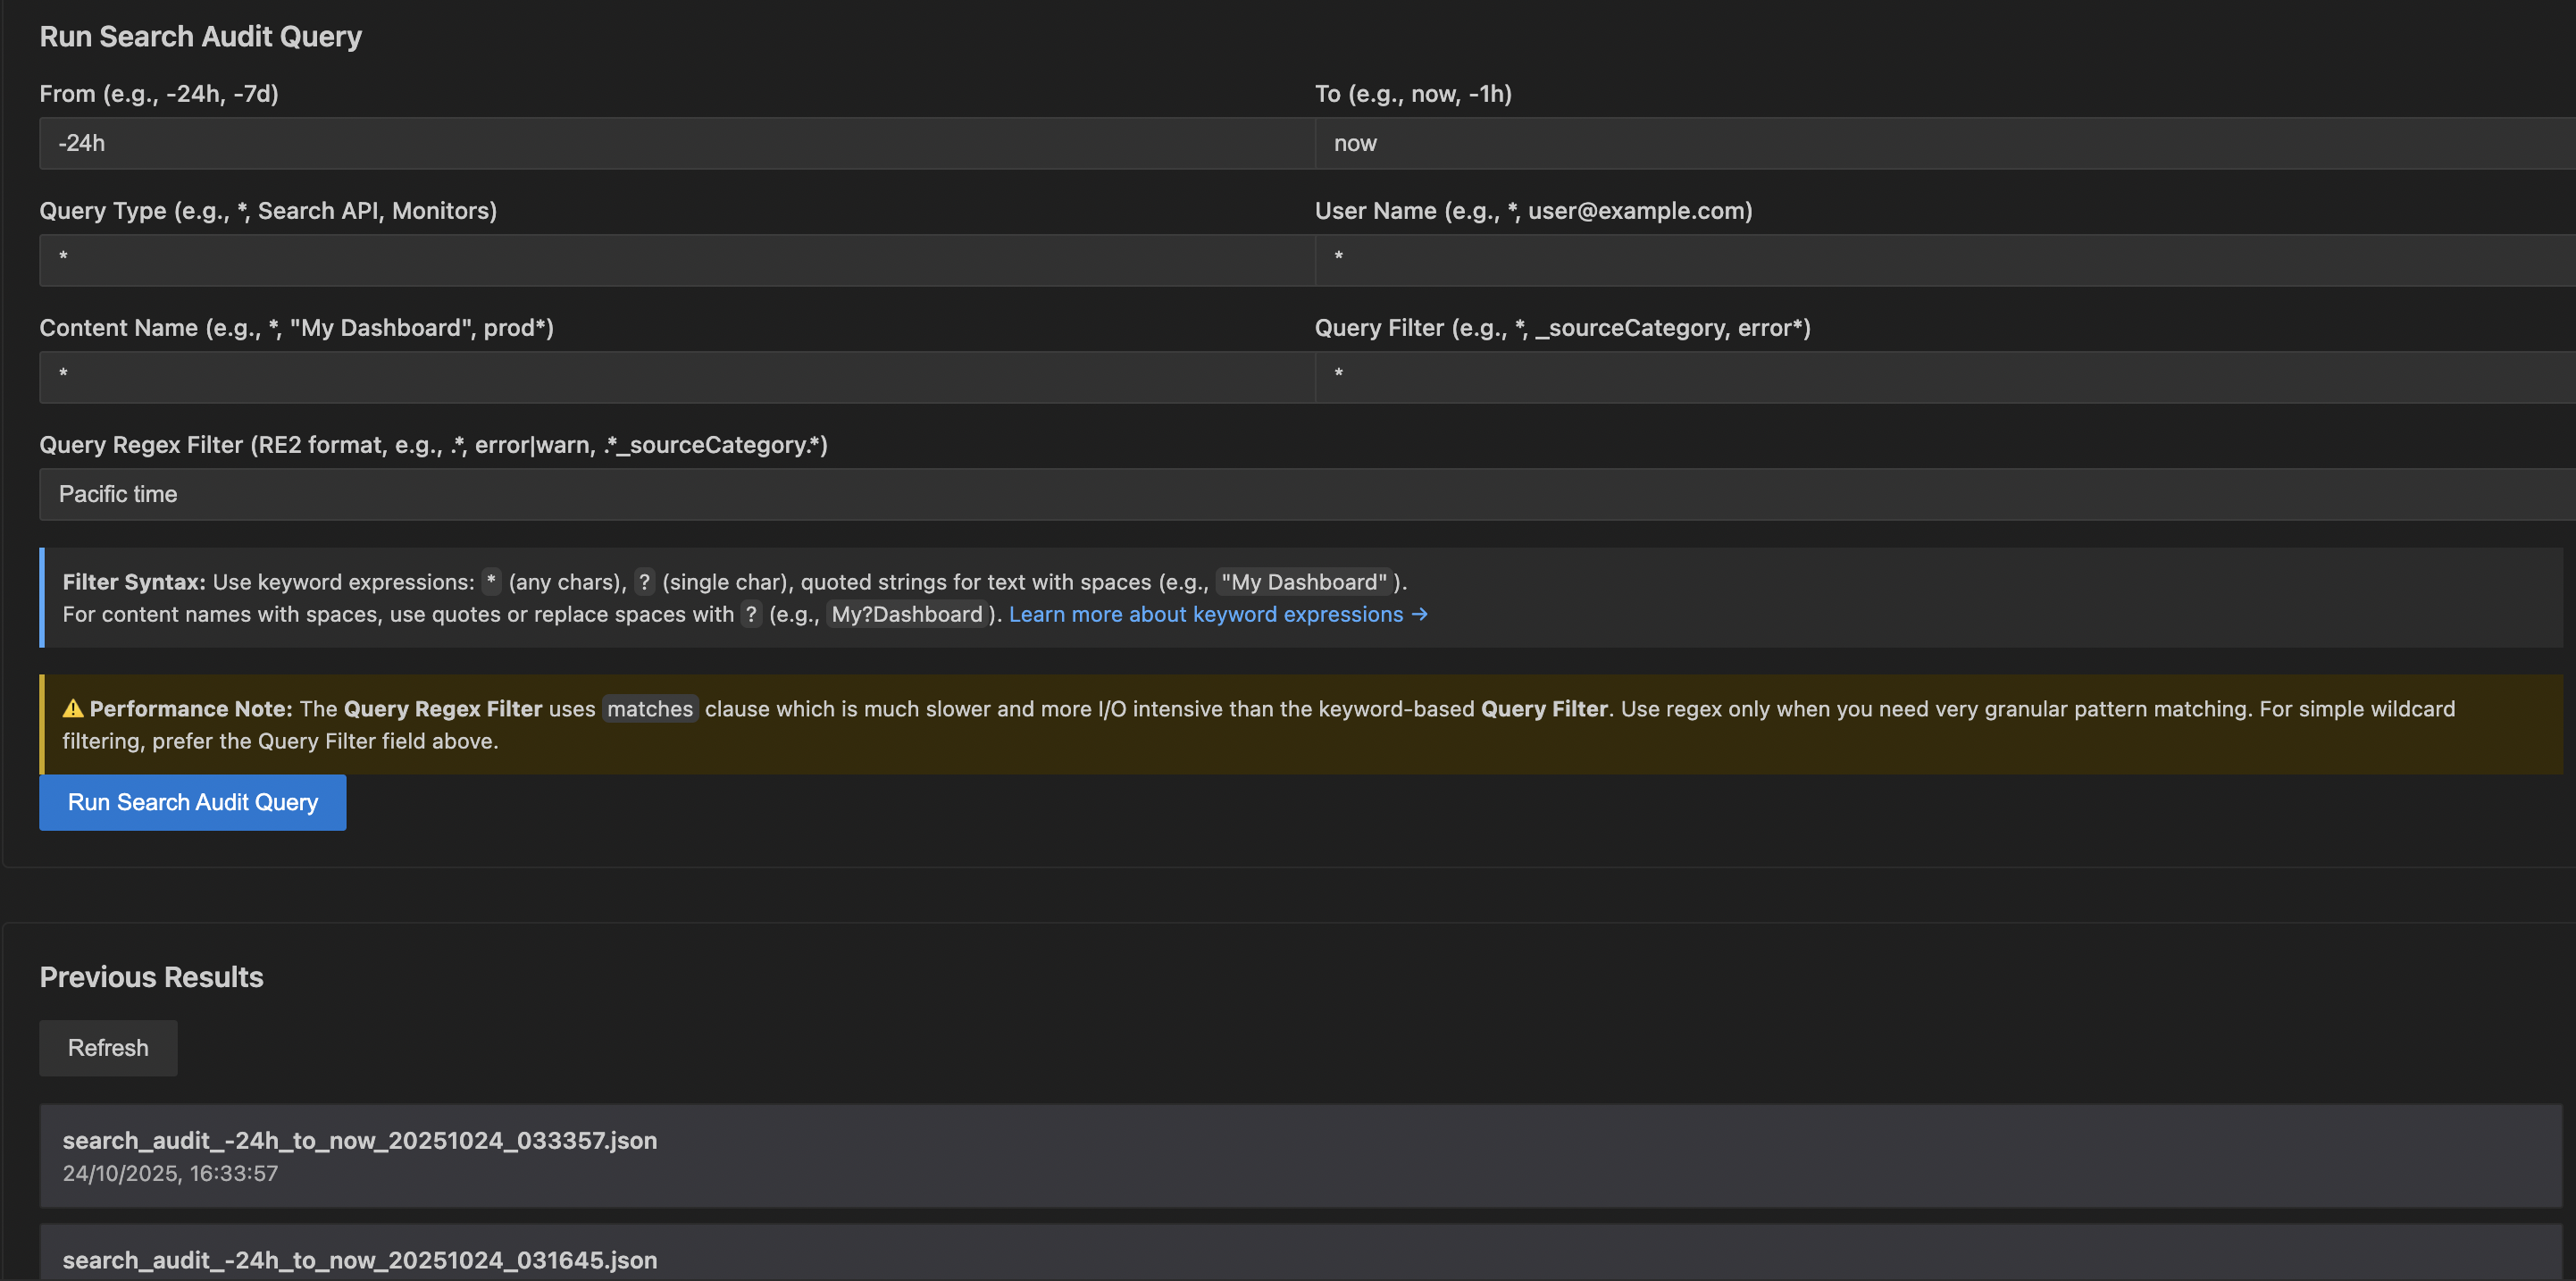 Run Search Audit Query
From (e.g., -24h, -7d)
To (e.g., now, -1h)
-24h
now
Query Type (e.g., *, Search API, Monitors)
User Name (e.g., *, user@example.com)
*
*
Content Name (e.g., *, "My Dashboard", prod*)
Query Filter (e.g., *, _sourceCategory, error*)
*
*
Query Regex Filter (RE2 format, e.g., .*, error|warn, .*_sourceCategory.*)
Pacific time
Filter Syntax: Use keyword expressions: * (any chars), ? (single char), quoted strings for text with spaces (e.g., "My Dashboard").
For content names with spaces, use quotes or replace spaces with ? (e.g., My?Dashboard). Learn more about keyword expressions →
⚠ Performance Note: The Query Regex Filter uses matches clause which is much slower and more I/O intensive than the keyword-based Query Filter. Use regex only when you need very granular pattern matching. For simple wildcard
filtering, prefer the Query Filter field above.
Run Search Audit Query
Previous Results
Refresh
search_audit_-24h_to_now_20251024_033357.json
24/10/2025, 16:33:57
search_audit_-24h_to_now_20251024_031645.json